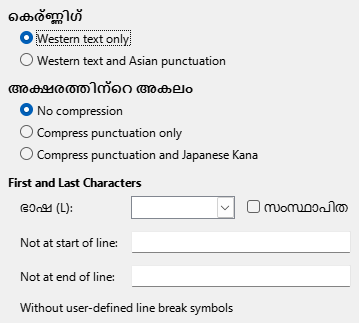 കെര്‍ണ്ണിഗ്
Western text only
Western text and Asian punctuation
അക്ഷരത്തിന്റെ അകലം
No compression
Compress punctuation only
Compress punctuation and Japanese Kana
First and Last Characters
ഭാഷ (L):
സംസ്ഥാപിത
Not at start of line:
Not at end of line:
Without user-defined line break symbols